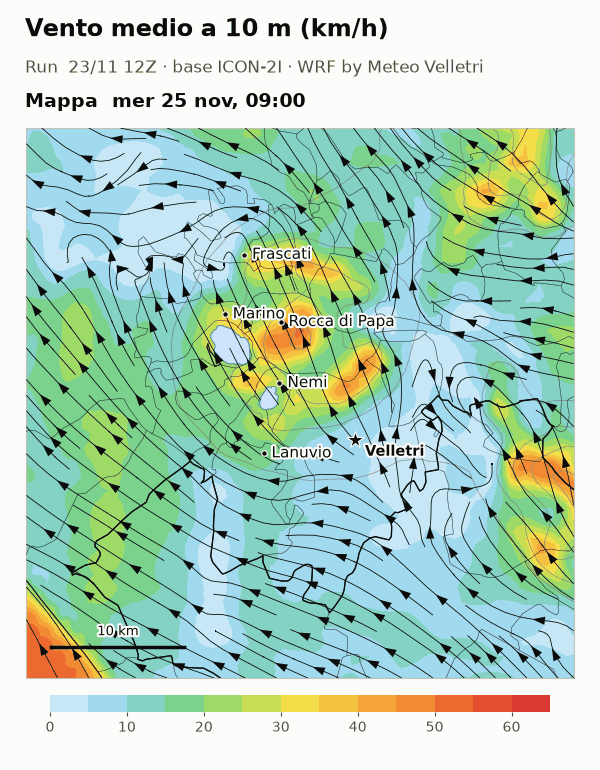 Vento medio a 10 m (km/h)
Run 23/11 12Z · base ICON-2I · WRF by Meteo Velletri
Mappa mer 25 nov, 09:00
Frascati
Marino
Rocca di Papa
Nemi
Velletri
Lanuvio
10 km
0 10 20 30 40 50 60